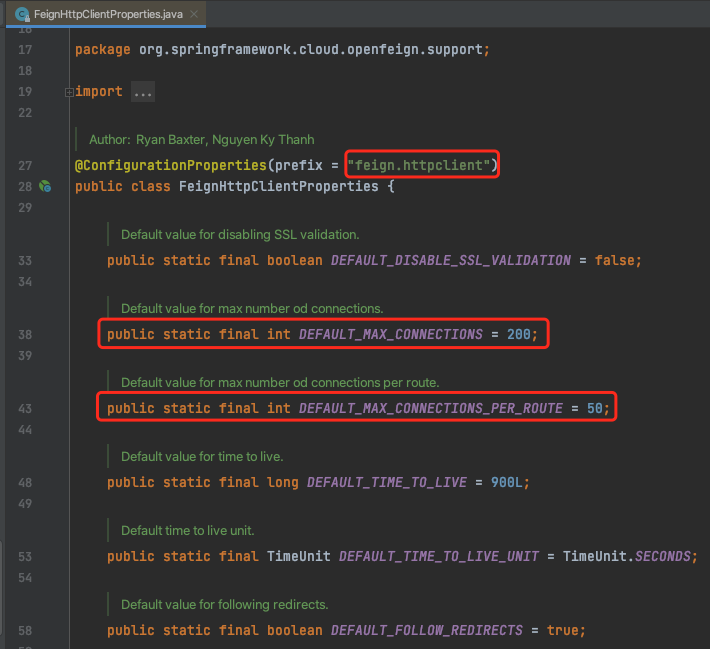 FeignHttpClientProperties.java
17 package org.springframework.cloud.openfeign.support;
18
19 import ...
22
Author: Ryan Baxter, Nguyen Ky Thanh
27 @ConfigurationProperties(prefix = "feign.httpclient")
28 public class FeignHttpClientProperties {
29
Default value for disabling SSL validation.
33 public static final boolean DEFAULT_DISABLE_SSL_VALIDATION = false;
34
Default value for max number od connections.
38 public static final int DEFAULT_MAX_CONNECTIONS = 200;
39
Default value for max number od connections per route.
43 public static final int DEFAULT_MAX_CONNECTIONS_PER_ROUTE = 50;
44
Default value for time to live.
48 public static final long DEFAULT_TIME_TO_LIVE = 900L;
49
Default time to live unit.
53 public static final TimeUnit DEFAULT_TIME_TO_LIVE_UNIT = TimeUnit.SECONDS;
54
Default value for following redirects.
58 public static final boolean DEFAULT_FOLLOW_REDIRECTS = true;